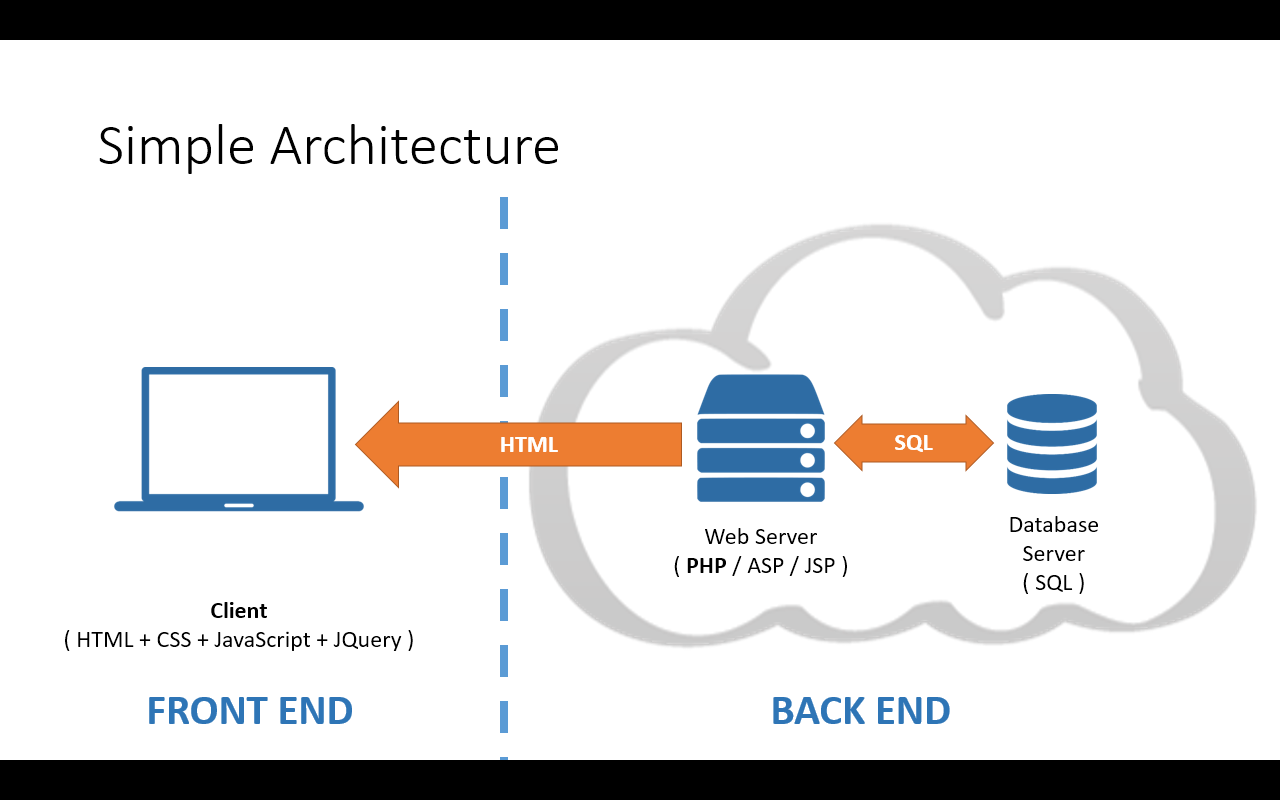 Simple Architecture
HTML
SQL
Web Server
( PHP / ASP / JSP )
Database
Server
( SQL )
Client
( HTML + CSS + JavaScript + JQuery )
FRONT END
BACK END